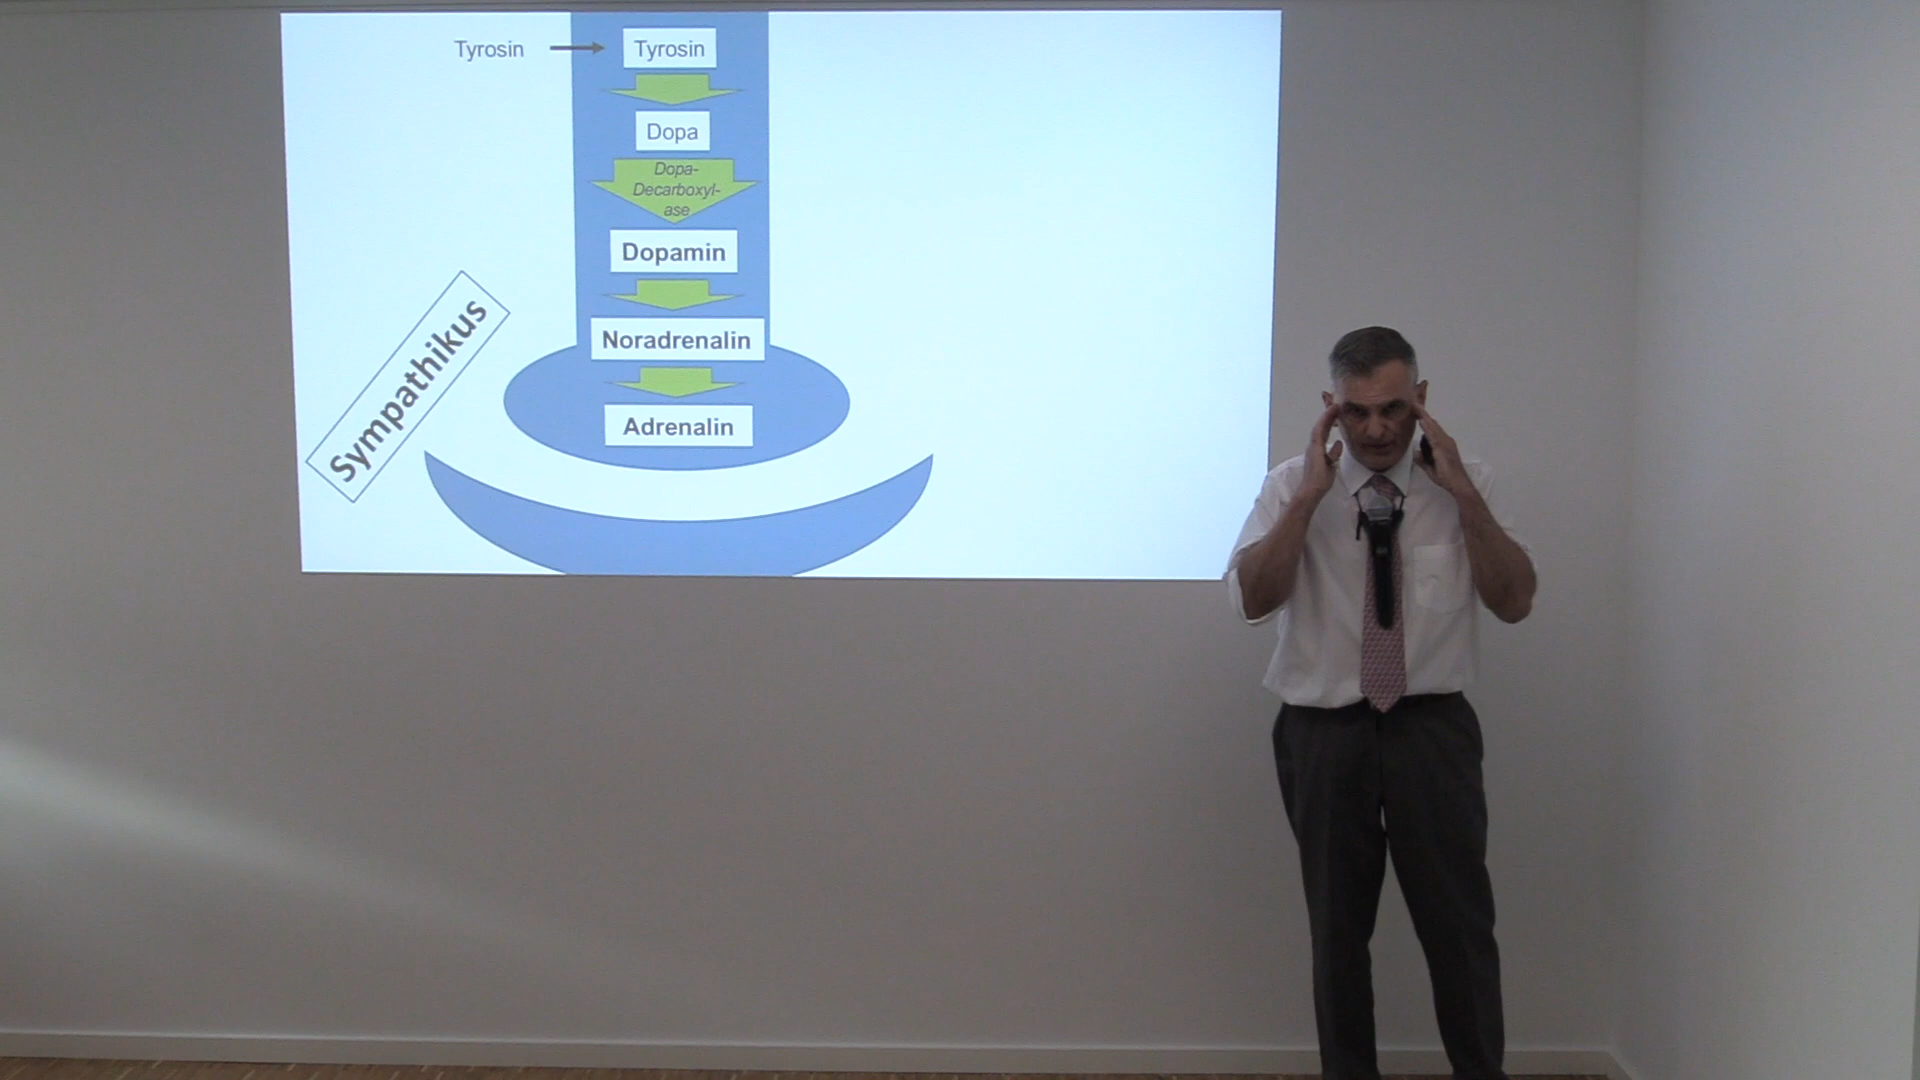 Tyrosin
Tyrosin
Dopa
Dopa-
Decarboxyl-
ase
Dopamin
Noradrenalin
Adrenalin
Sympathikus